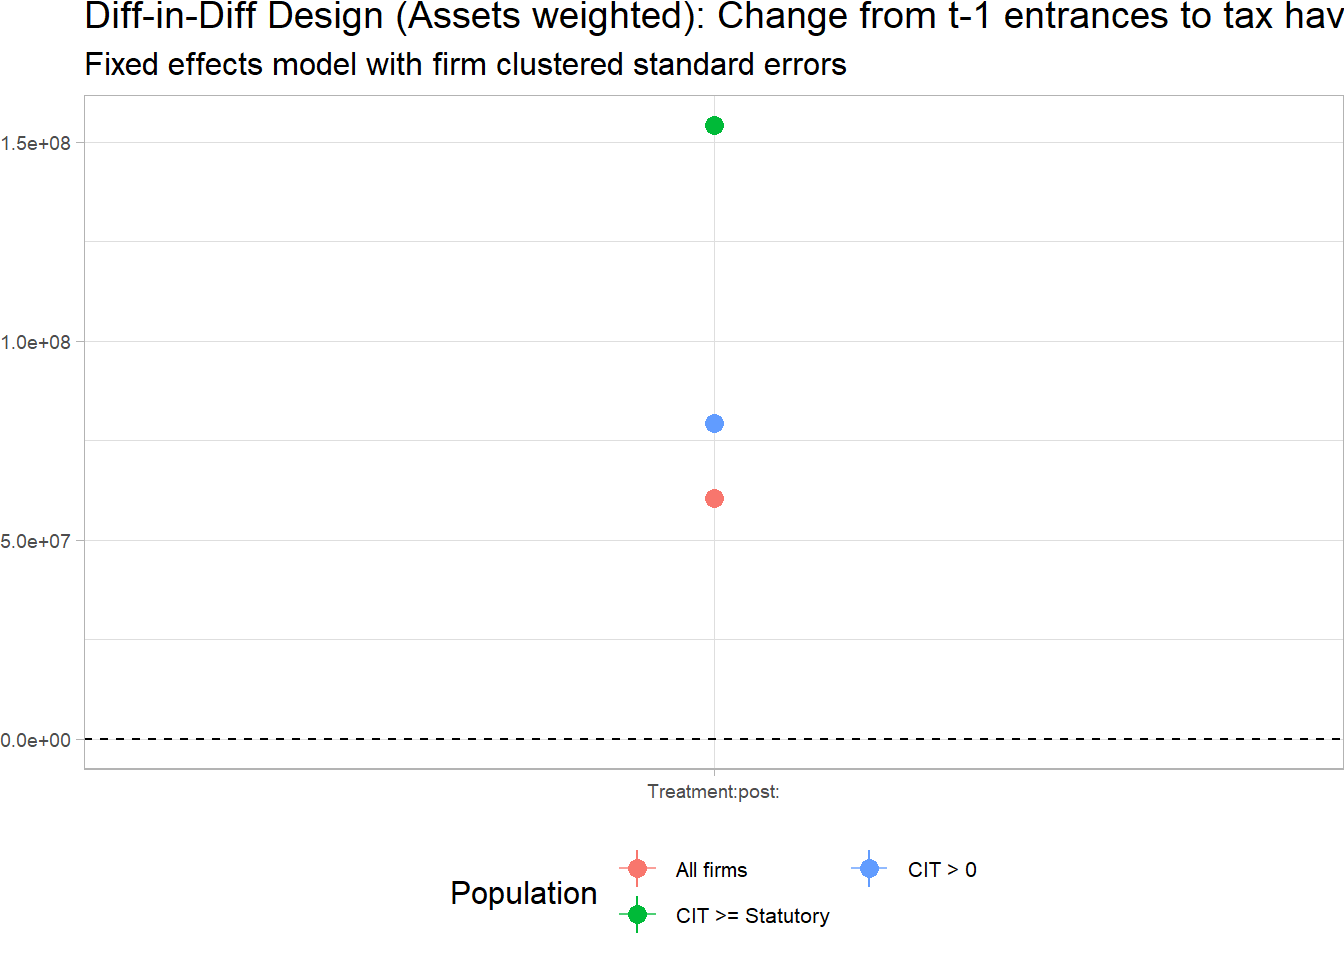 Diff-in-Diff Design (Assets weighted): Change from t-1 entrances to tax hav
Fixed effects model with firm clustered standard errors
1.5e+08
1.0e+08
5.0e+07
0.0e+00
Treatment:post:
Population
All firms
CIT > 0
CIT >= Statutory